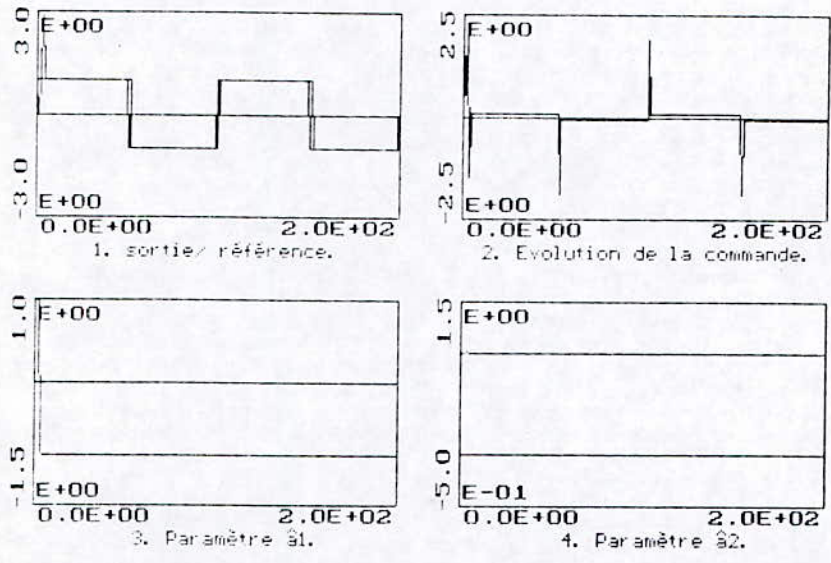 3.0
E+00
-3.0
E+00
0.0E+00 2.0E+02
1. sortie/ référence.
2.5
E+00
-2.5
E+00
0.0E+00 2.0E+02
2. Evolution de la commande.
1.0
E+00
-1.5
E+00
0.0E+00 2.0E+02
3. Paramètre â1.
1.5
E+00
-5.0
E-01
0.0E+00 2.0E+02
4. Paramètre â2.